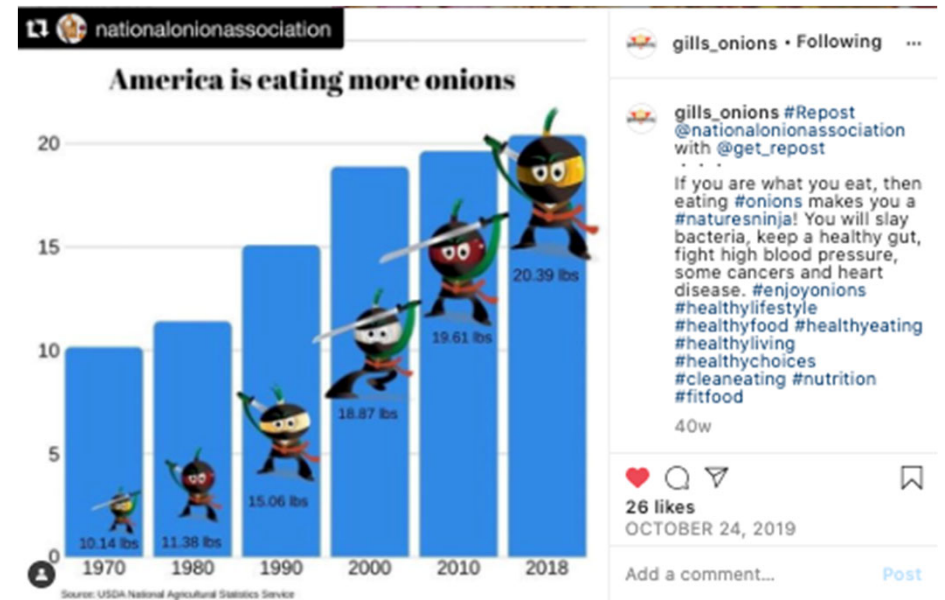 nationalonionassociation
America is eating more onions
20
15
10
5
0
10.14 lbs
11.38 lbs
15.06 lbs
18.87 lbs
19.61 lbs
20.39 lbs
1970 1980 1990 2000 2010 2018
Source: USDA National Agricultural Statistics Service
gills_onions • Following
gills_onions #Repost
@nationalonionassociation
with @get_repost
・・・
If you are what you eat, then
eating #onions makes you a
#naturesninja! You will slay
bacteria, keep a healthy gut,
fight high blood pressure,
some cancers and heart
disease. #enjoyonions
#healthylifestyle
#healthyfood #healthyeating
#healthyliving
#healthychoices
#cleaneating #nutrition
#fitfood
40w
26 likes
OCTOBER 24, 2019
Add a comment...
Post